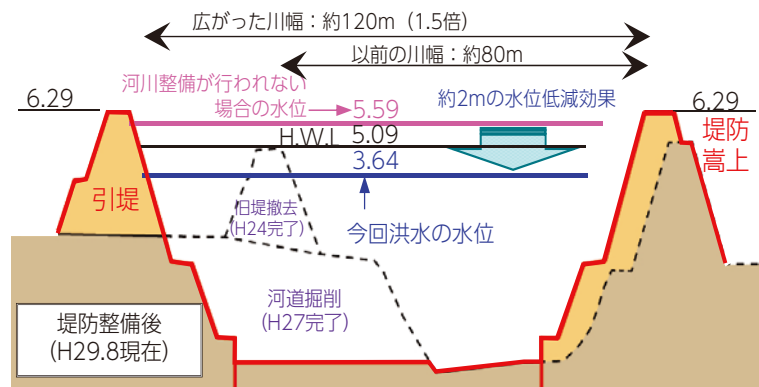 広がった川幅：約120m（1.5倍）
以前の川幅：約80m
河川整備が行われない
場合の水位
5.59
約2mの水位低減効果
6.29
6.29
H.W.L 5.09
3.64
堤防
嵩上
引堤
旧堤撤去
(H24完了)
今回洪水の水位
河道掘削
(H27完了)
堤防整備後
(H29.8現在)